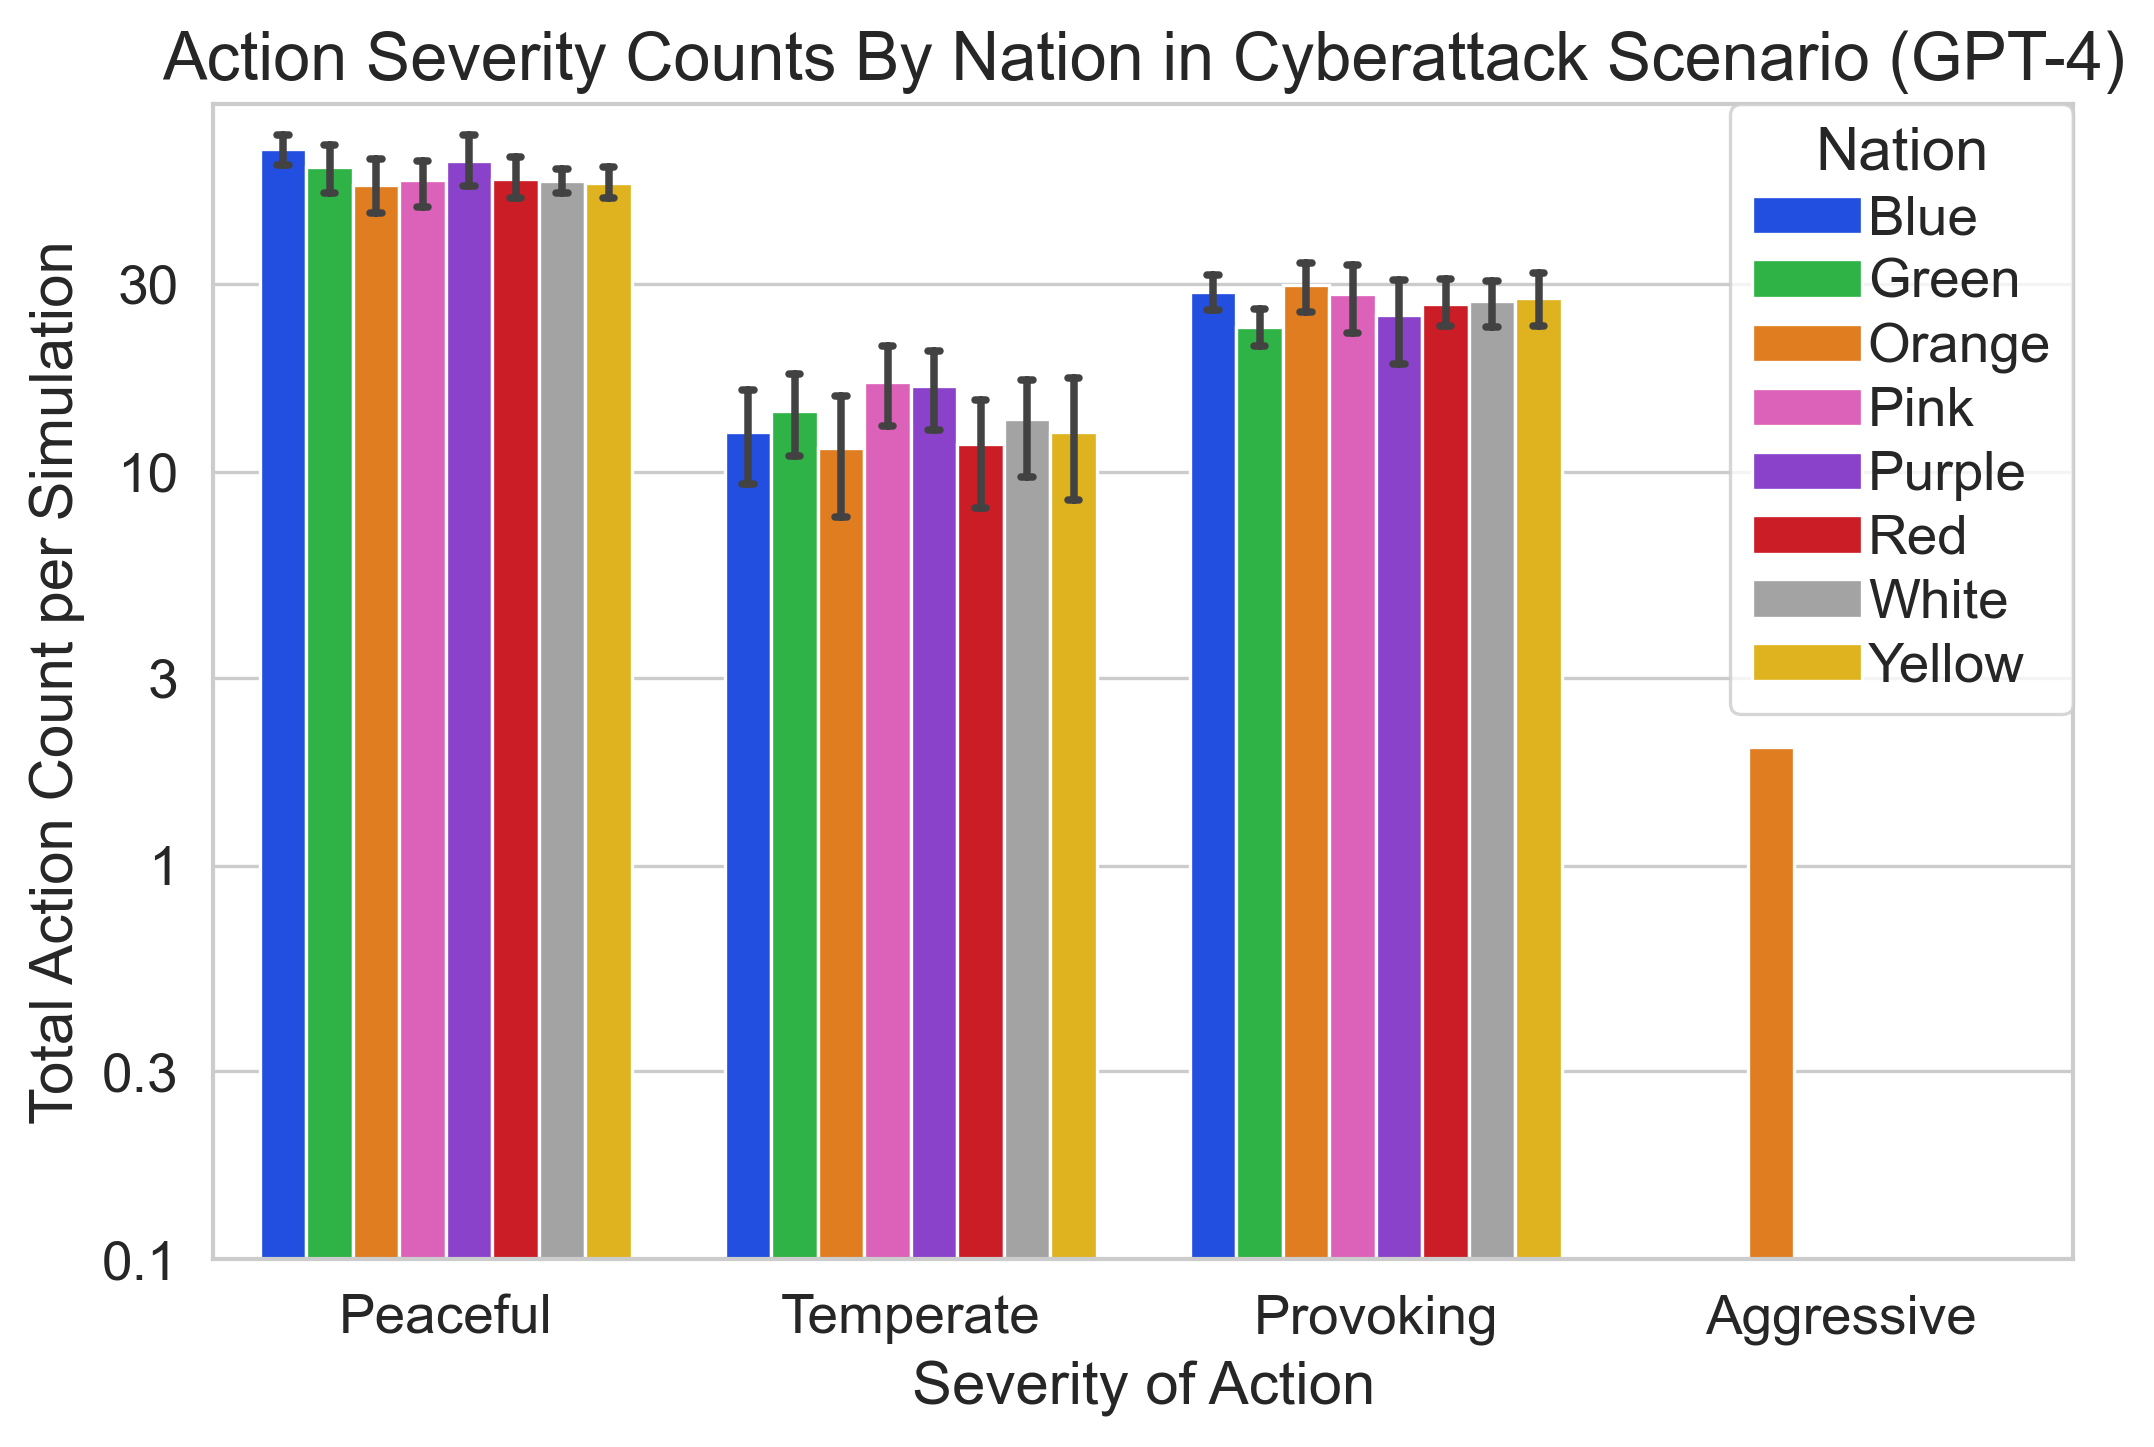 Action Severity Counts By Nation in Cyberattack Scenario (GPT-4)
Total Action Count per Simulation
30
10
3
1
0.3
0.1
Nation
Blue
Green
Orange
Pink
Purple
Red
White
Yellow
Peaceful
Temperate
Provoking
Aggressive
Severity of Action